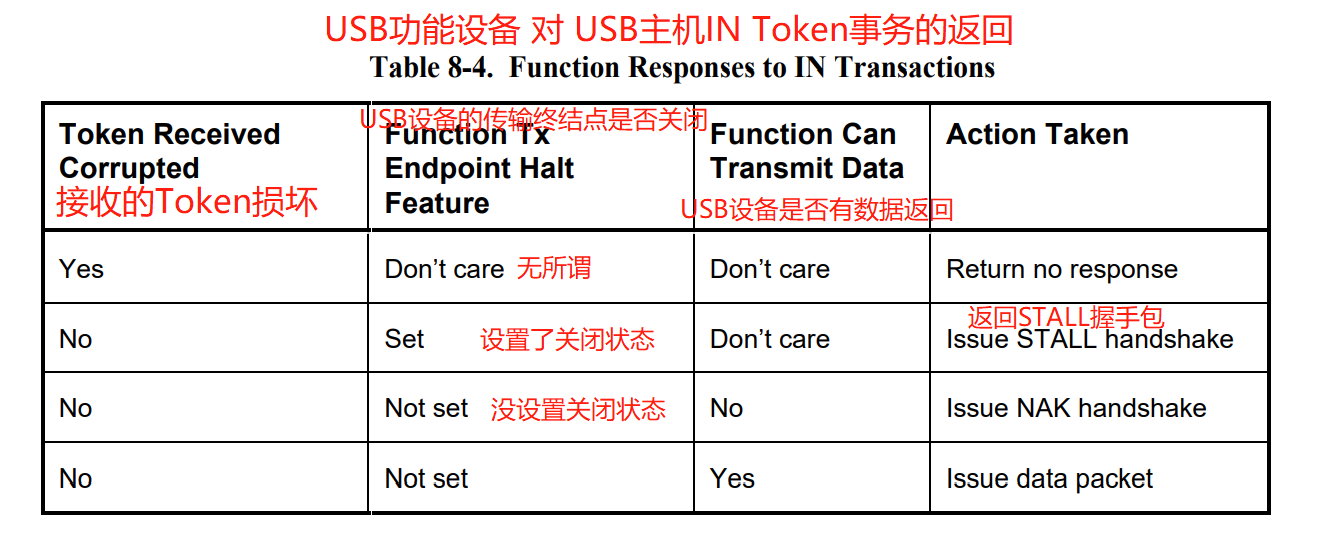 USB功能设备 对 USB主机IN Token事务的返回
Table 8-4. Function Responses to IN Transactions
USB设备的传输终结点是否关闭
Token Received
Corrupted
接收的Token损坏
Function Tx
Endpoint Halt
Feature
Function Can
Transmit Data
USB设备是否有数据返回
Action Taken
Yes
Don’t care 无所谓
Don’t care
Return no response
返回STALL握手包
No
Set 设置了关闭状态
Don’t care
Issue STALL handshake
No
Not set 没设置关闭状态
No
Issue NAK handshake
No
Not set
Yes
Issue data packet